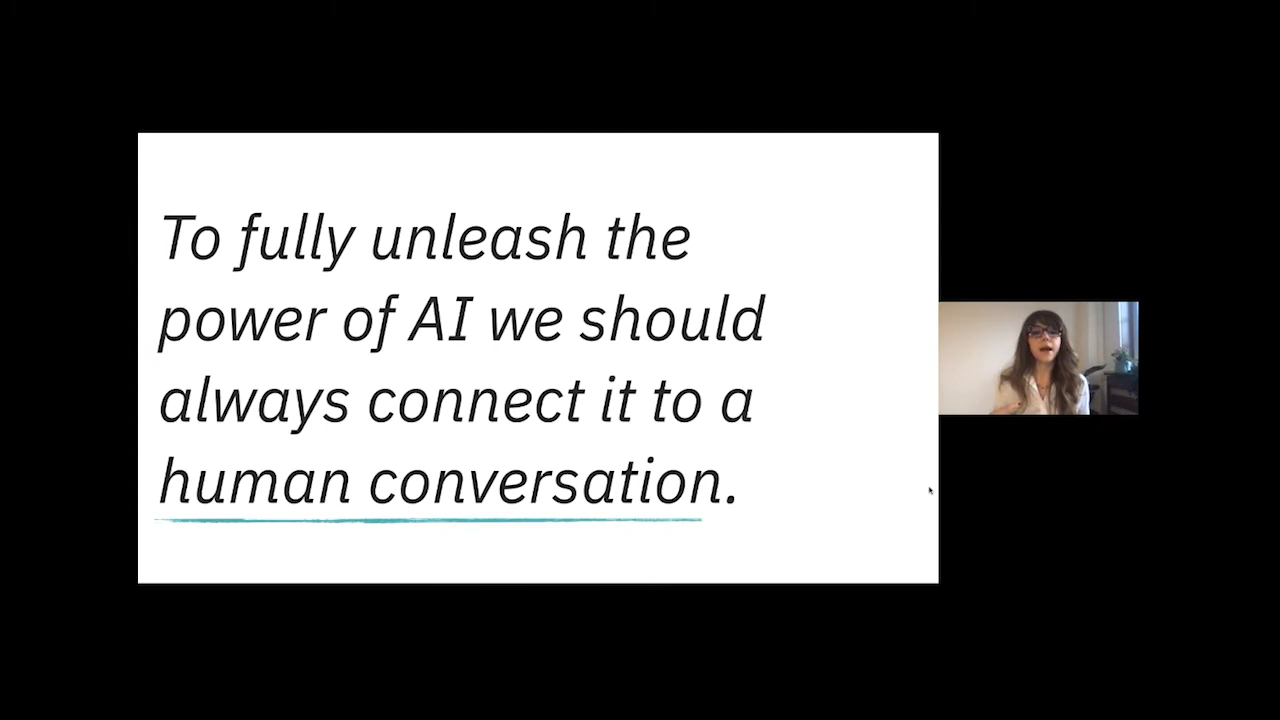 To fully unleash the
power of AI we should
always connect it to a
human conversation.